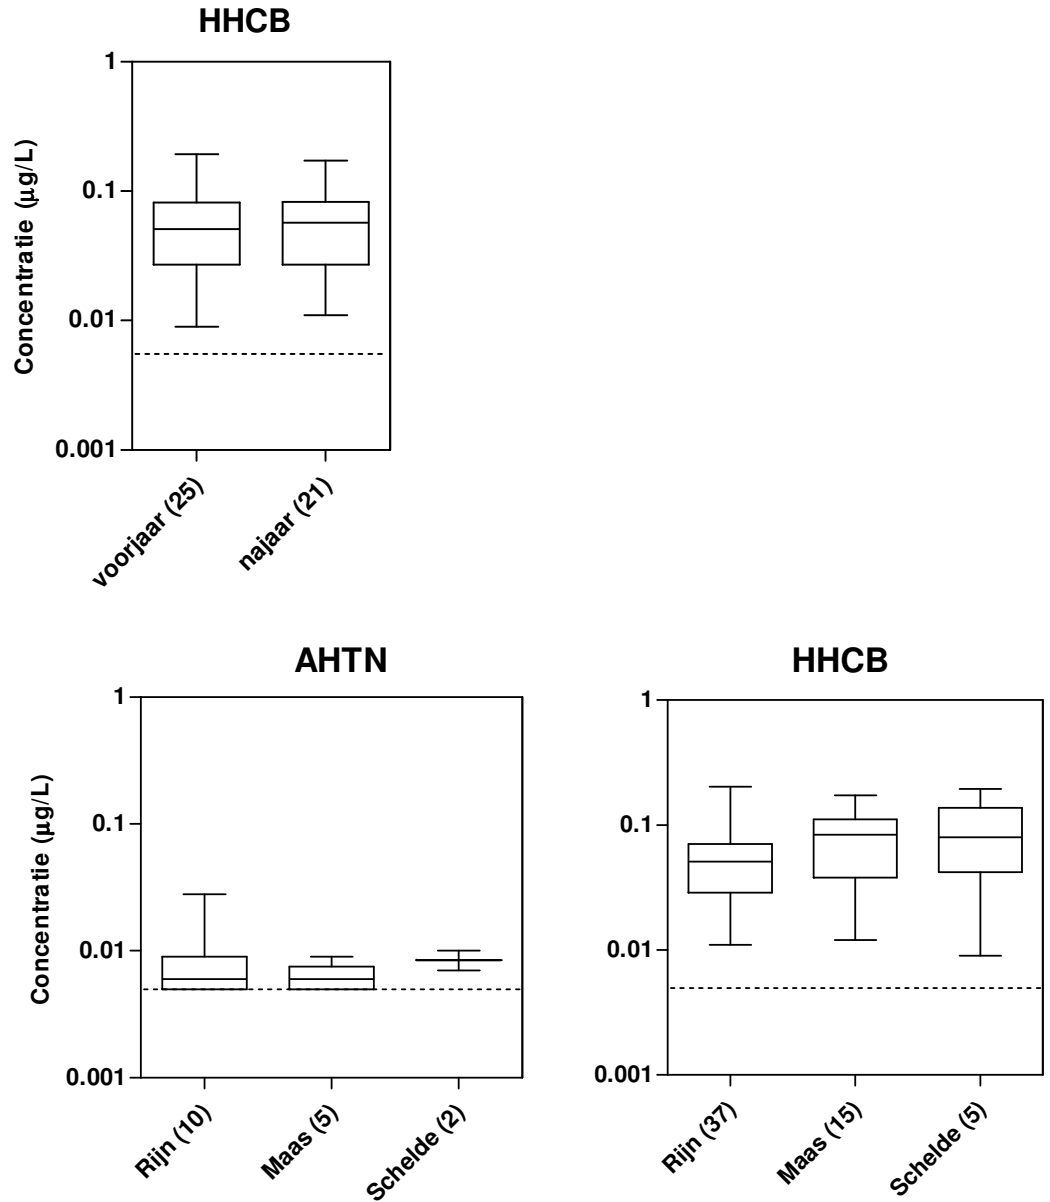 HHCB
Concentratie (µg/L)
1
0.1
0.01
0.001
voorjaar (25)
najaar (21)
AHTN
Concentratie (µg/L)
1
0.1
0.01
0.001
Rijn (10)
Maas (5)
Schelde (2)
HHCB
1
0.1
0.01
0.001
Rijn (37)
Maas (15)
Schelde (5)